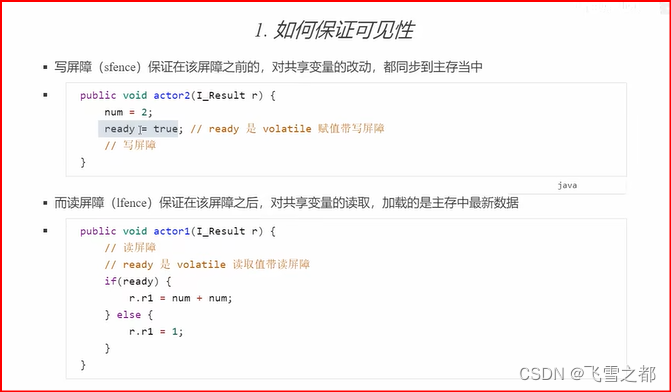 1. 如何保证可见性
▪ 写屏障（sfence）保证在该屏障之前的，对共享变量的改动，都同步到主存当中
▪ public void actor2(I_Result r) {
num = 2;
ready = true; // ready 是 volatile 赋值带写屏障
// 写屏障
}
java
▪ 而读屏障（lfence）保证在该屏障之后，对共享变量的读取，加载的是主存中最新数据
▪ public void actor1(I_Result r) {
// 读屏障
// ready 是 volatile 读取值带读屏障
if(ready) {
r.r1 = num + num;
} else {
r.r1 = 1;
}
}
CSDN @飞雪之都